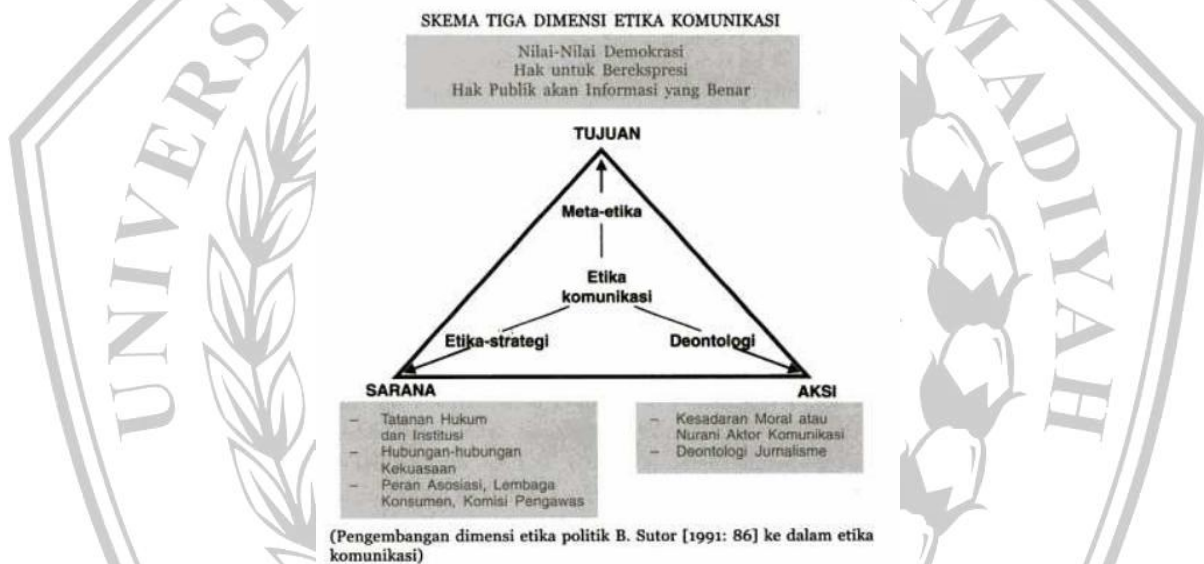 SKEMA TIGA DIMENSI ETIKA KOMUNIKASI
Nilai-Nilai Demokrasi
Hak untuk Berekspresi
Hak Publik akan Informasi yang Benar
TUJUAN
Meta-etika
Etika
komunikasi
Etika-strategi
Deontologi
SARANA
AKSI
– Tatanan Hukum
dan Institusi
– Hubungan-hubungan
Kekuasaan
– Peran Asosiasi, Lembaga
Konsumen, Komisi Pengawas
– Kesadaran Moral atau
Nurani Aktor Komunikasi
– Deontologi Jurnalisme
(Pengembangan dimensi etika politik B. Sutor [1991: 86] ke dalam etika
komunikasi)